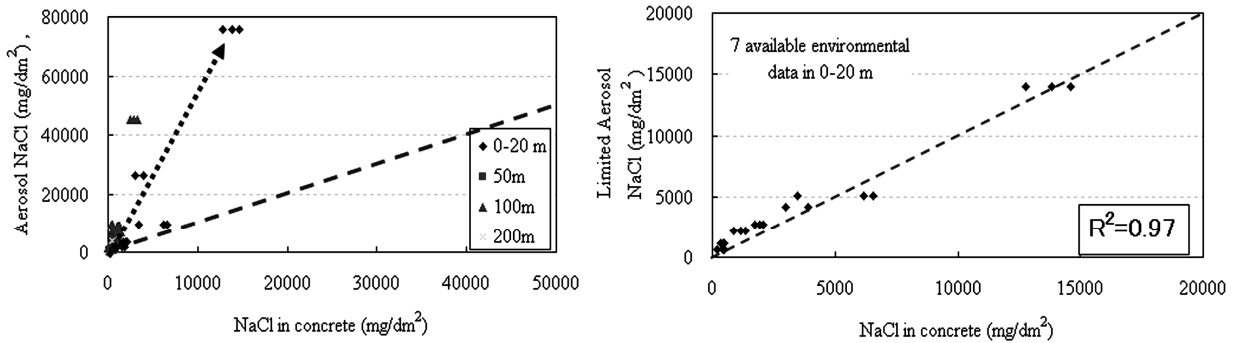 80000
60000
40000
20000
0
Aerosol NaCl (mg/dm²) ,
0-20 m
50m
100m
200m
0 10000 20000 30000 40000 50000
NaCl in concrete (mg/dm²)
20000
15000
10000
5000
0
Limited Aerosol
NaCl (mg/dm²)
7 available environmental
data in 0-20 m
R²=0.97
0 5000 10000 15000 20000
NaCl in concrete (mg/dm²)